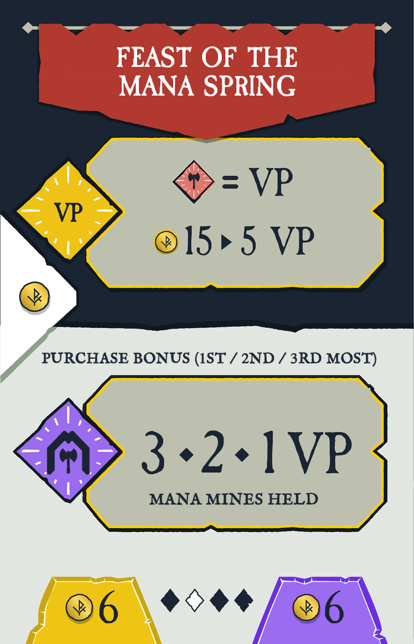 FEAST OF THE
MANA SPRING
VP
= VP
15 ▸ 5 VP
PURCHASE BONUS (1ST / 2ND / 3RD MOST)
3 ◆ 2 ◆ 1 VP
MANA MINES HELD
6
6